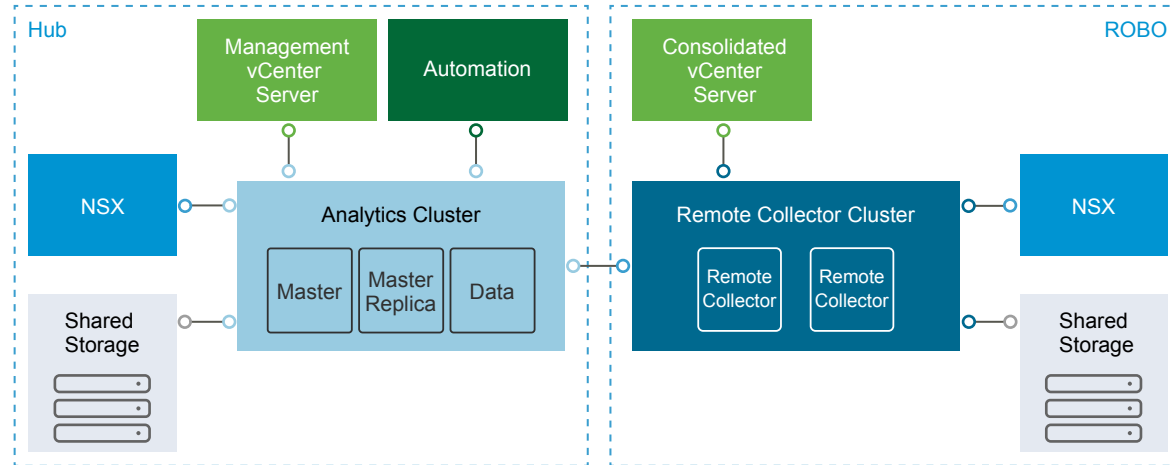 Hub
Management
vCenter
Server
Automation
NSX
Analytics Cluster
Master
Master
Replica
Data
Shared
Storage
ROBO
Consolidated
vCenter
Server
Remote Collector Cluster
Remote
Collector
Remote
Collector
NSX
Shared
Storage